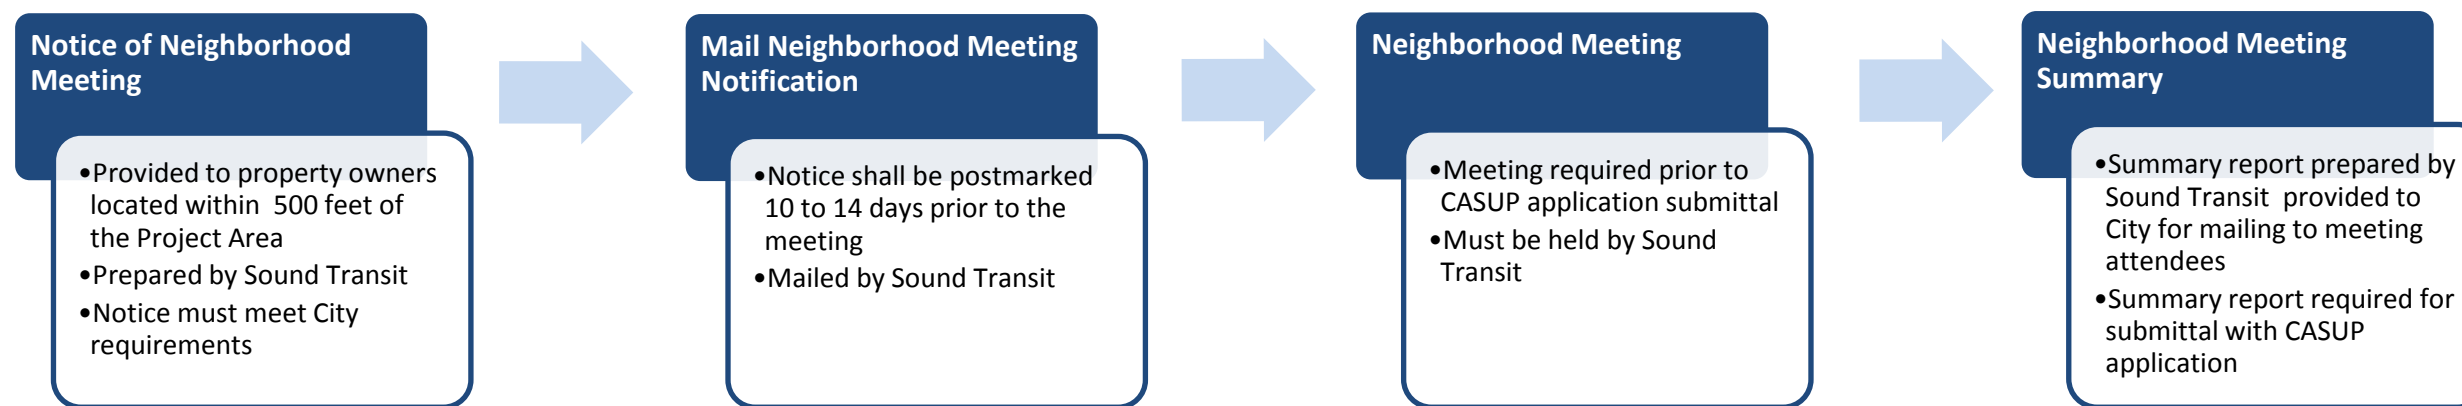 Notice of Neighborhood
Meeting
•Provided to property owners
located within 500 feet of
the Project Area
•Prepared by Sound Transit
•Notice must meet City
requirements
Mail Neighborhood Meeting
Notification
•Notice shall be postmarked
10 to 14 days prior to the
meeting
•Mailed by Sound Transit
Neighborhood Meeting
•Meeting required prior to
CASUP application submittal
•Must be held by Sound
Transit
Neighborhood Meeting
Summary
•Summary report prepared by
Sound Transit provided to
City for mailing to meeting
attendees
•Summary report required for
submittal with CASUP
application